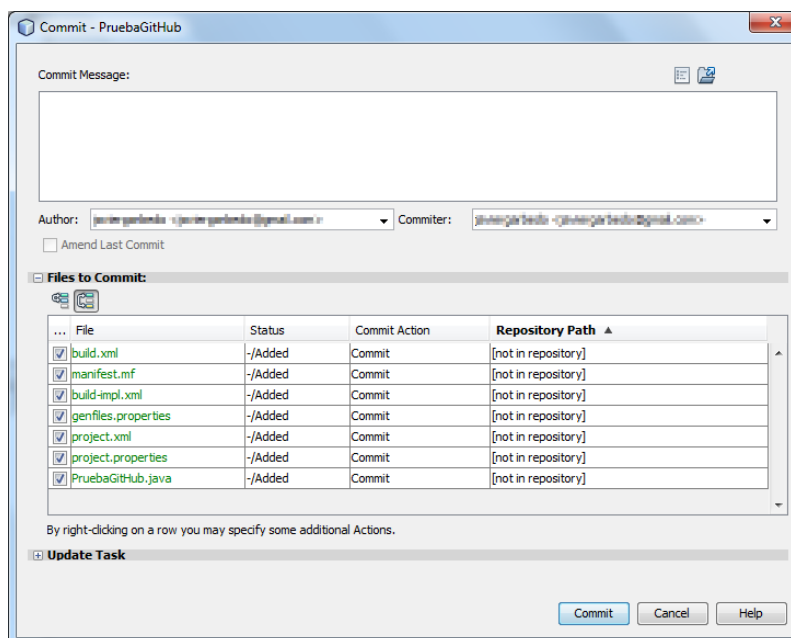 Commit - PruebaGitHub
Commit Message:
Author: Commiter:
Amend Last Commit
Files to Commit:
... File Status Commit Action Repository Path
build.xml -/Added Commit [not in repository]
manifest.mf -/Added Commit [not in repository]
build-impl.xml -/Added Commit [not in repository]
genfiles.properties -/Added Commit [not in repository]
project.xml -/Added Commit [not in repository]
project.properties -/Added Commit [not in repository]
PruebaGitHub.java -/Added Commit [not in repository]
By right-clicking on a row you may specify some additional Actions.
Update Task
Commit Cancel Help